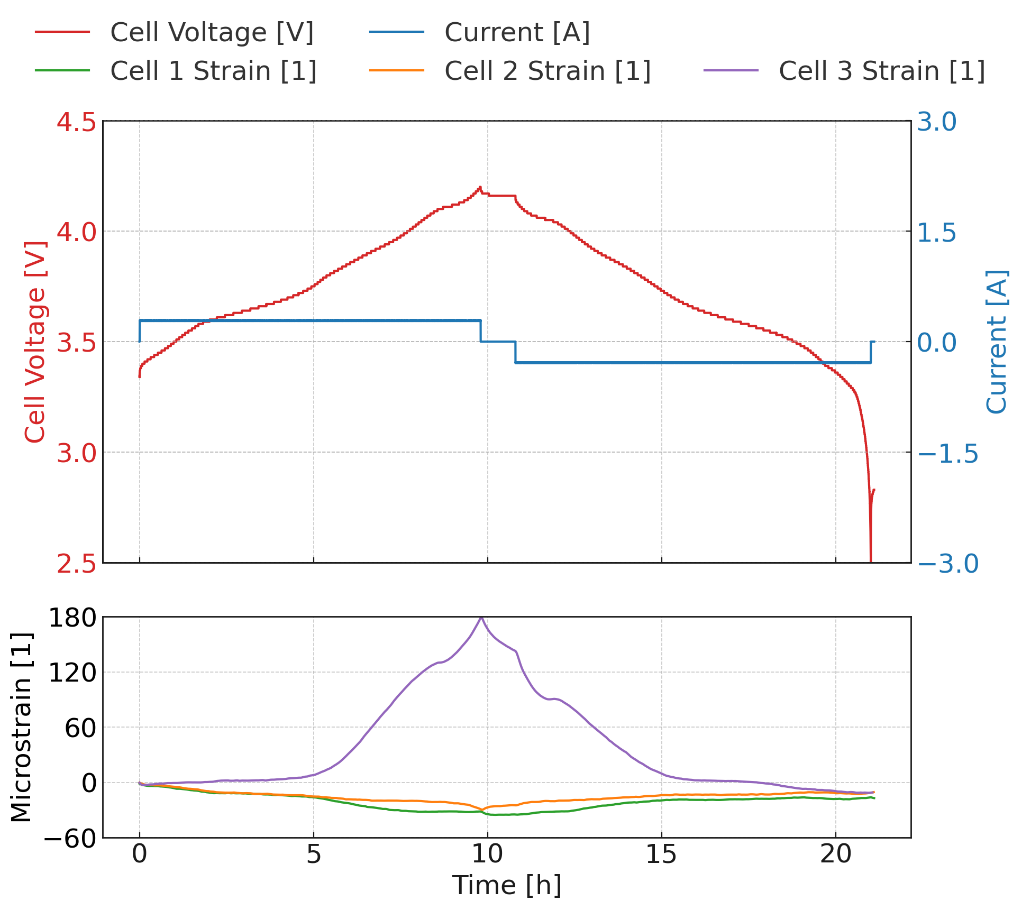 Cell Voltage [V]
Current [A]
Cell 1 Strain [1]
Cell 2 Strain [1]
Cell 3 Strain [1]
4.5
4.0
3.5
3.0
2.5
Cell Voltage [V]
3.0
1.5
0.0
−1.5
−3.0
Current [A]
180
120
60
0
−60
Microstrain [1]
0
5
10
15
20
Time [h]